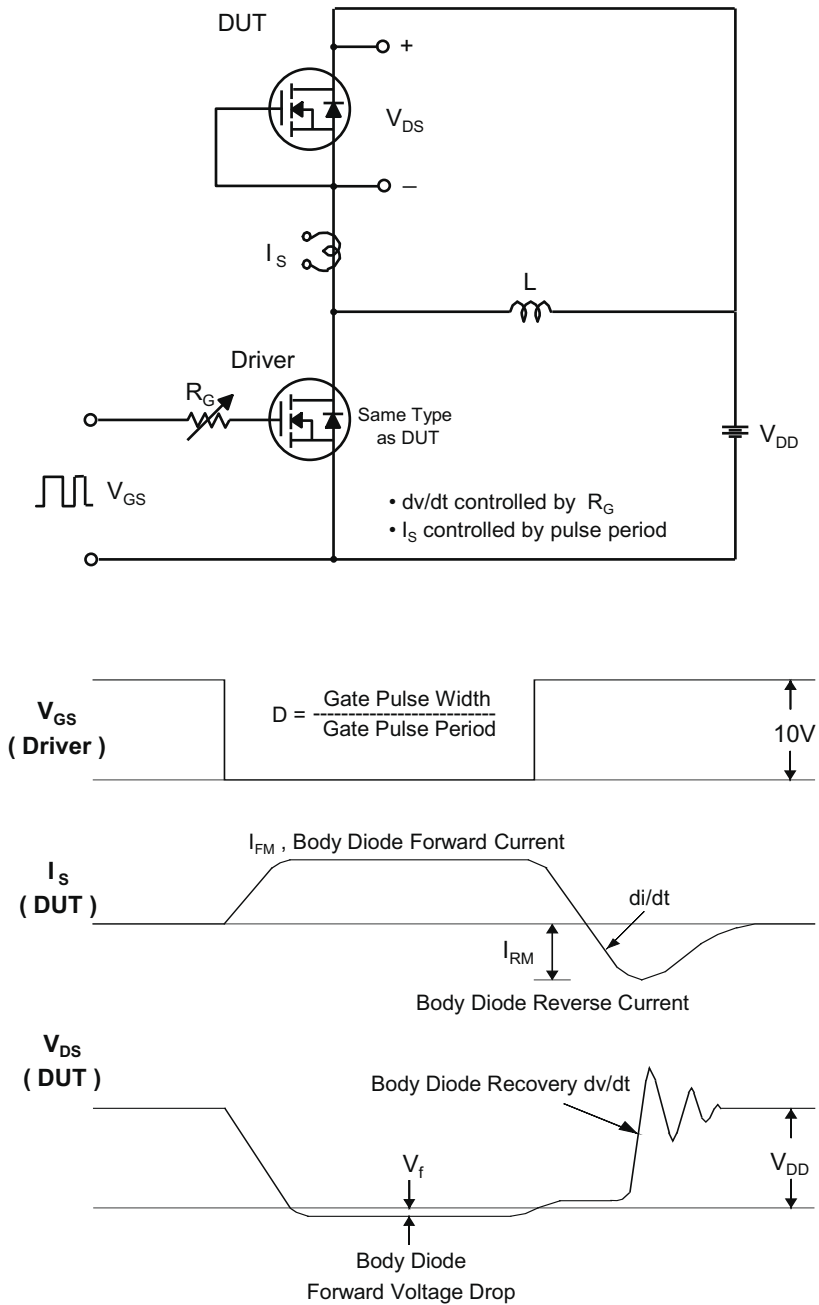 DUT
+
V_DS
–
I_S
L
Driver
R_G
Same Type
as DUT
V_DD
V_GS
• dv/dt controlled by R_G
• I_S controlled by pulse period
V_GS
( Driver )
D = Gate Pulse Width
--------------------------
Gate Pulse Period
10V
I_FM , Body Diode Forward Current
I_S
( DUT )
di/dt
I_RM
Body Diode Reverse Current
V_DS
( DUT )
Body Diode Recovery dv/dt
V_f
V_DD
Body Diode
Forward Voltage Drop